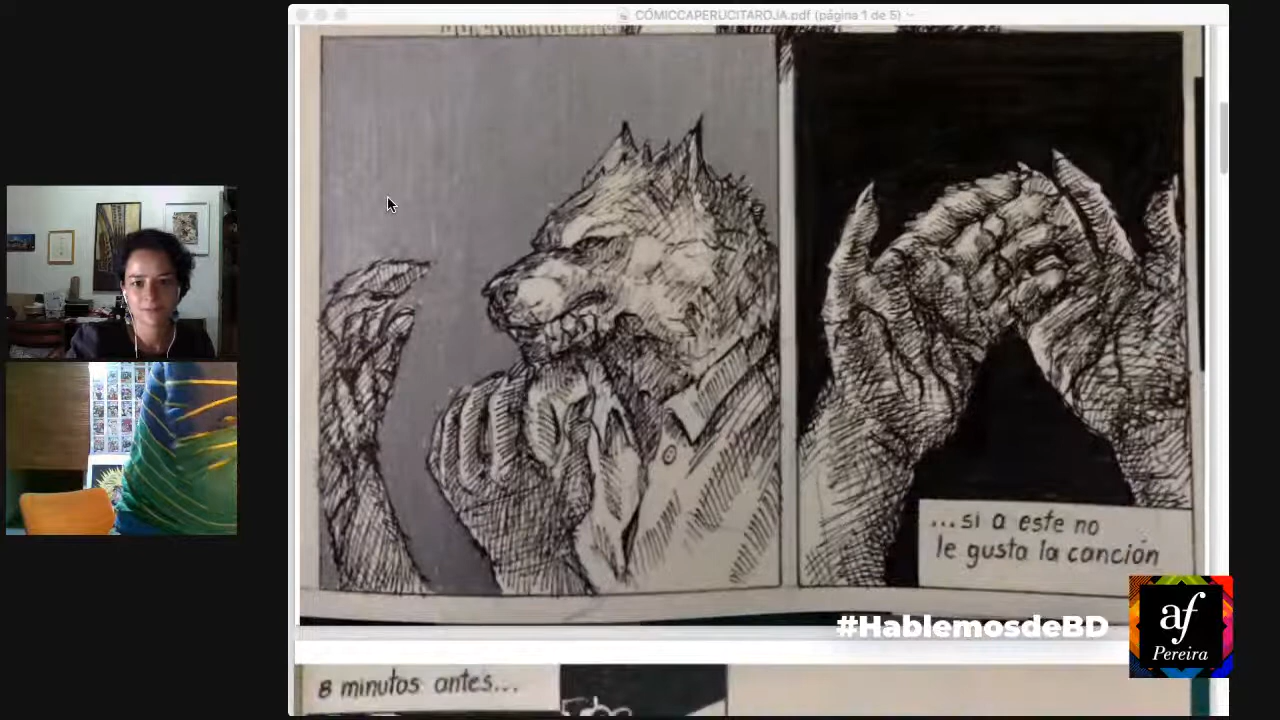 CÓMICCAPERUCITAROJA.pdf (página 1 de 5)
...si a este no
le gusta la canción
#HablemosdeBD
af
Pereira
8 minutos antes...